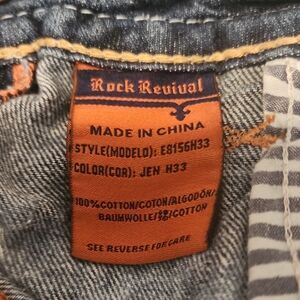 Rock Revival
MADE IN CHINA
STYLE(MODELO): E8156H33
COLOR(COR): JEN H33
100%COTTON/COTON/ALGODÓN/
BAUMWOLLE/COTTON
SEE REVERSE FOR CARE